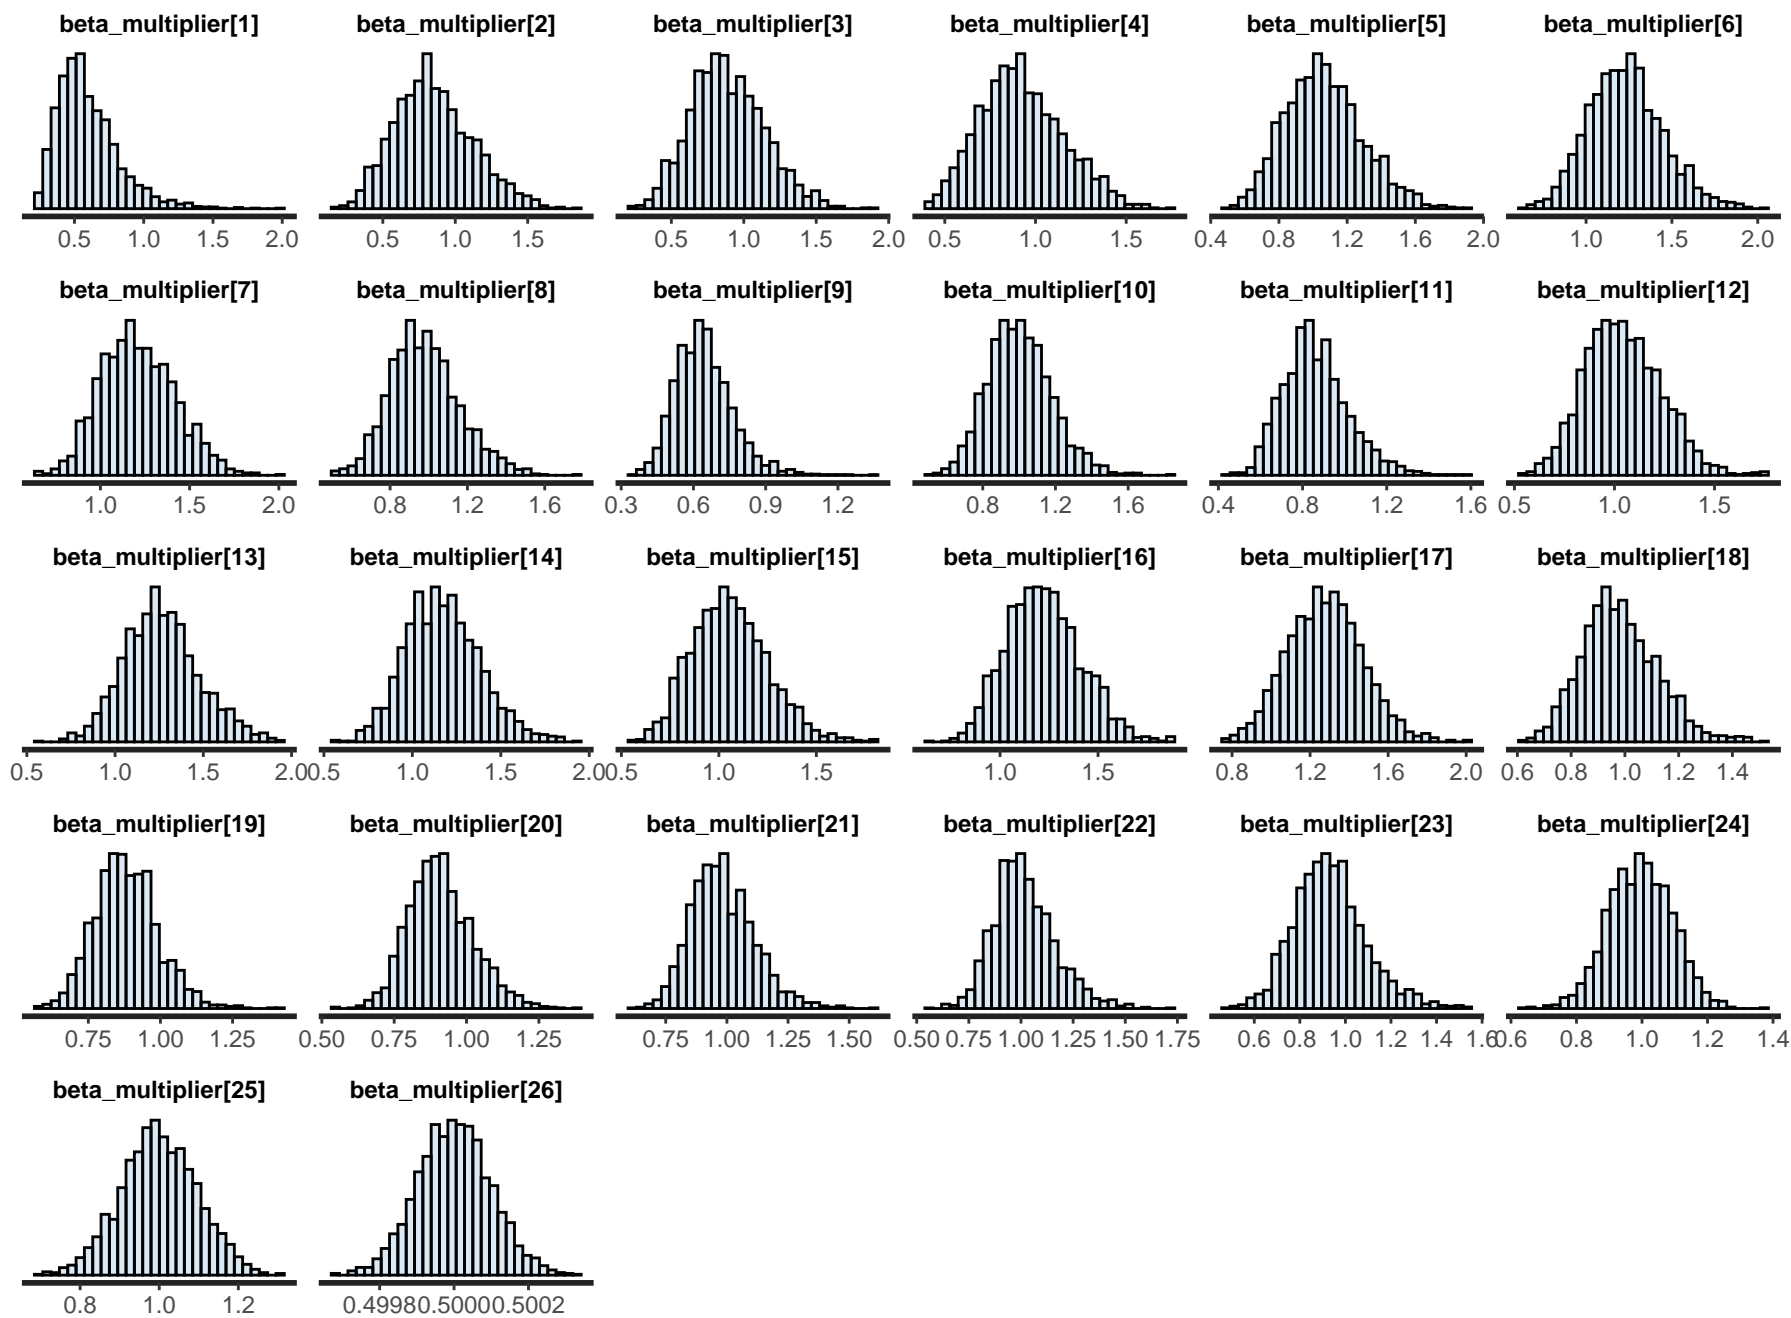 beta_multiplier[1] beta_multiplier[2] beta_multiplier[3] beta_multiplier[4] beta_multiplier[5] beta_multiplier[6]
0.5 1.0 1.5 2.0 0.5 1.0 1.5 0.5 1.0 1.5 2.0 0.5 1.0 1.5 0.4 0.8 1.2 1.6 2.0 1.0 1.5 2.0
beta_multiplier[7] beta_multiplier[8] beta_multiplier[9] beta_multiplier[10] beta_multiplier[11] beta_multiplier[12]
1.0 1.5 2.0 0.8 1.2 1.6 0.3 0.6 0.9 1.2 0.8 1.2 1.6 0.4 0.8 1.2 1.6 0.5 1.0 1.5
beta_multiplier[13] beta_multiplier[14] beta_multiplier[15] beta_multiplier[16] beta_multiplier[17] beta_multiplier[18]
0.5 1.0 1.5 2.0 0.5 1.0 1.5 2.0 0.5 1.0 1.5 1.0 1.5 0.8 1.2 1.6 2.0 0.6 0.8 1.0 1.2 1.4
beta_multiplier[19] beta_multiplier[20] beta_multiplier[21] beta_multiplier[22] beta_multiplier[23] beta_multiplier[24]
0.75 1.00 1.25 0.50 0.75 1.00 1.25 0.75 1.00 1.25 1.50 0.50 0.75 1.00 1.25 1.50 1.75 0.6 0.8 1.0 1.2 1.4 1.6 0.6 0.8 1.0 1.2 1.4
beta_multiplier[25] beta_multiplier[26]
0.8 1.0 1.2 0.4998 0.5000 0.5002